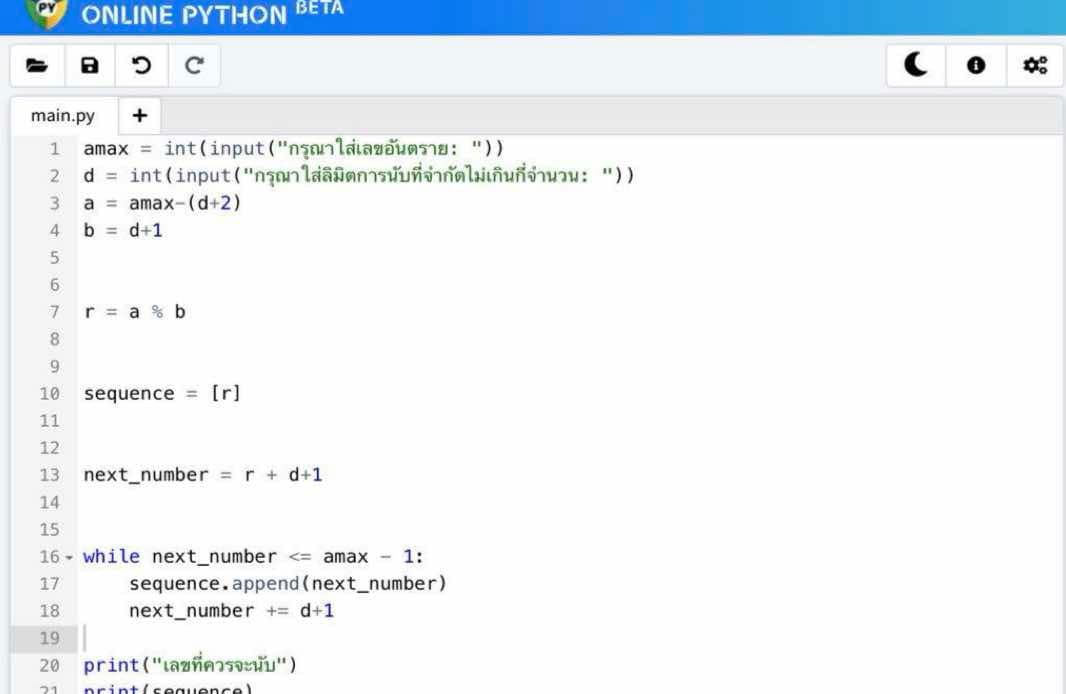 PY ONLINE PYTHON BETA
main.py +
1 amax = int(input("กรุณาใส่เลขอันตราย: "))
2 d = int(input("กรุณาใส่ลิมิตการนับที่จำกัดไม่เกินกี่จำนวน: "))
3 a = amax-(d+2)
4 b = d+1
5
6
7 r = a % b
8
9
10 sequence = [r]
11
12
13 next_number = r + d+1
14
15
16 while next_number <= amax - 1:
17 sequence.append(next_number)
18 next_number += d+1
19
20 print("เลขที่ควรจะนับ")
21 print(sequence)